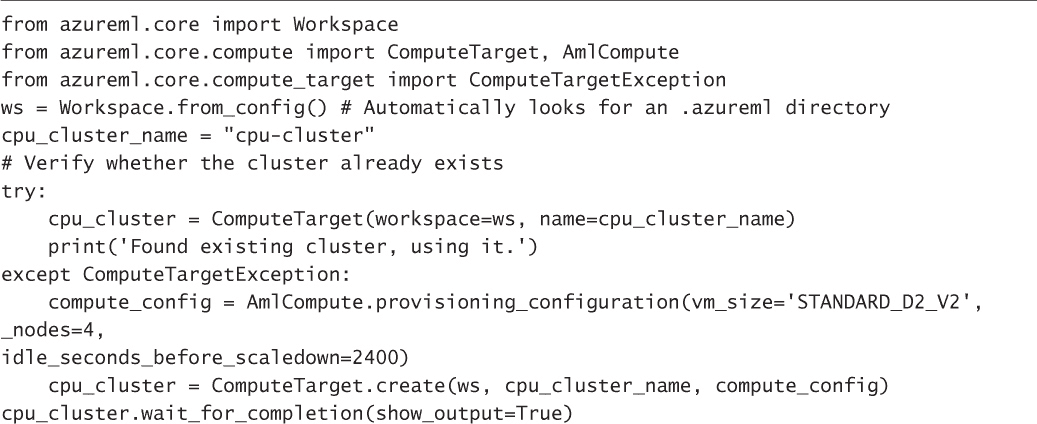 from azureml.core import Workspace
from azureml.core.compute import ComputeTarget, AmlCompute
from azureml.core.compute_target import ComputeTargetException
ws = Workspace.from_config() # Automatically looks for an .azureml directory
cpu_cluster_name = "cpu-cluster"
# Verify whether the cluster already exists
try:
    cpu_cluster = ComputeTarget(workspace=ws, name=cpu_cluster_name)
    print('Found existing cluster, using it.')
except ComputeTargetException:
    compute_config = AmlCompute.provisioning_configuration(vm_size='STANDARD_D2_V2',
_nodes=4,
idle_seconds_before_scaledown=2400)
    cpu_cluster = ComputeTarget.create(ws, cpu_cluster_name, compute_config)
cpu_cluster.wait_for_completion(show_output=True)